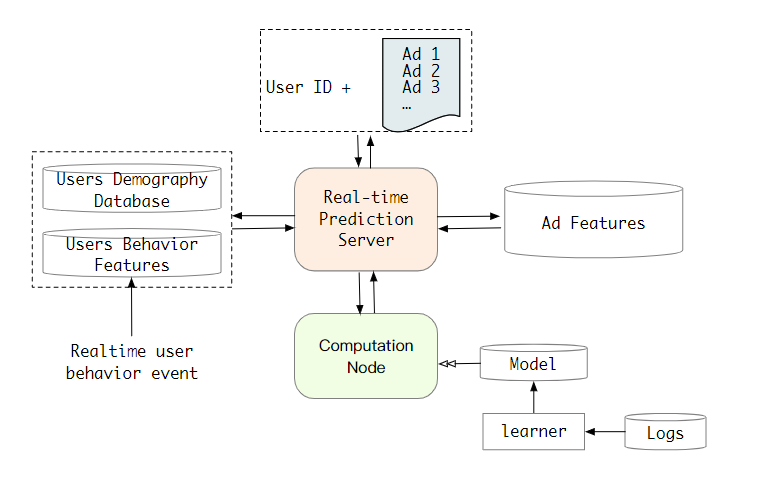 Ad 1
Ad 2
User ID + Ad 3
…
Users Demography
Database
Users Behavior
Features
Real-time
Prediction
Server
Ad Features
Realtime user
behavior event
Computation
Node
Model
learner
Logs